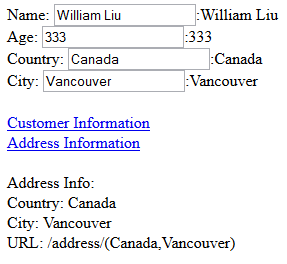 Name: William Liu :William Liu
Age: 333 :333
Country: Canada :Canada
City: Vancouver :Vancouver
Customer Information
Address Information
Address Info:
Country: Canada
City: Vancouver
URL: /address/(Canada,Vancouver)